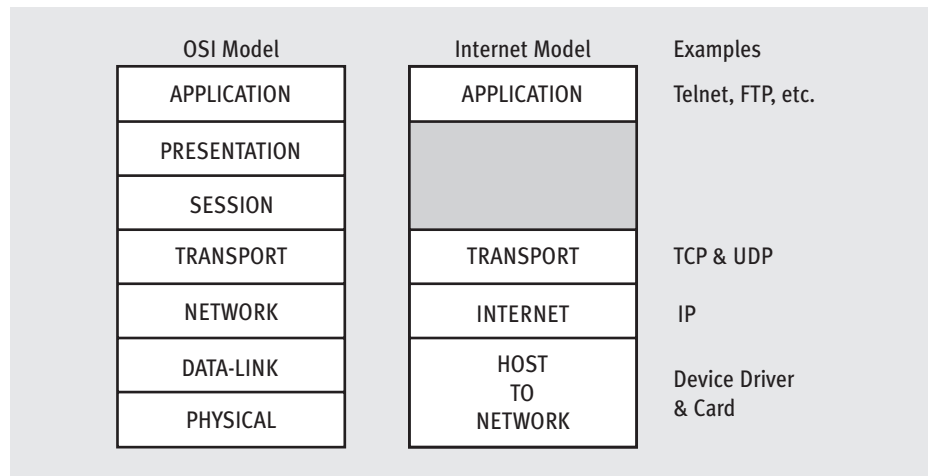 OSI Model Internet Model Examples
APPLICATION APPLICATION Telnet, FTP, etc.
PRESENTATION
SESSION
TRANSPORT TRANSPORT TCP & UDP
NETWORK INTERNET IP
DATA-LINK HOST
TO
NETWORK Device Driver
& Card
PHYSICAL